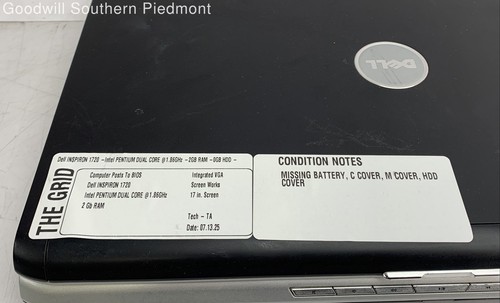 Goodwill Southern Piedmont
DELL
THE GRID
Dell INSPIRON 1720 -Intel PENTIUM DUAL CORE @1.86GHz -2GB RAM -0GB HDD -
Computer Posts To BIOS Integrated VGA
Dell INSPIRON 1720 Screen Works
Intel PENTIUM DUAL CORE @1.86GHz 17 in. Screen
2 Gb RAM
Tech - TA
Date: 07.13.25
CONDITION NOTES
MISSING BATTERY, C COVER, M COVER, HDD
COVER